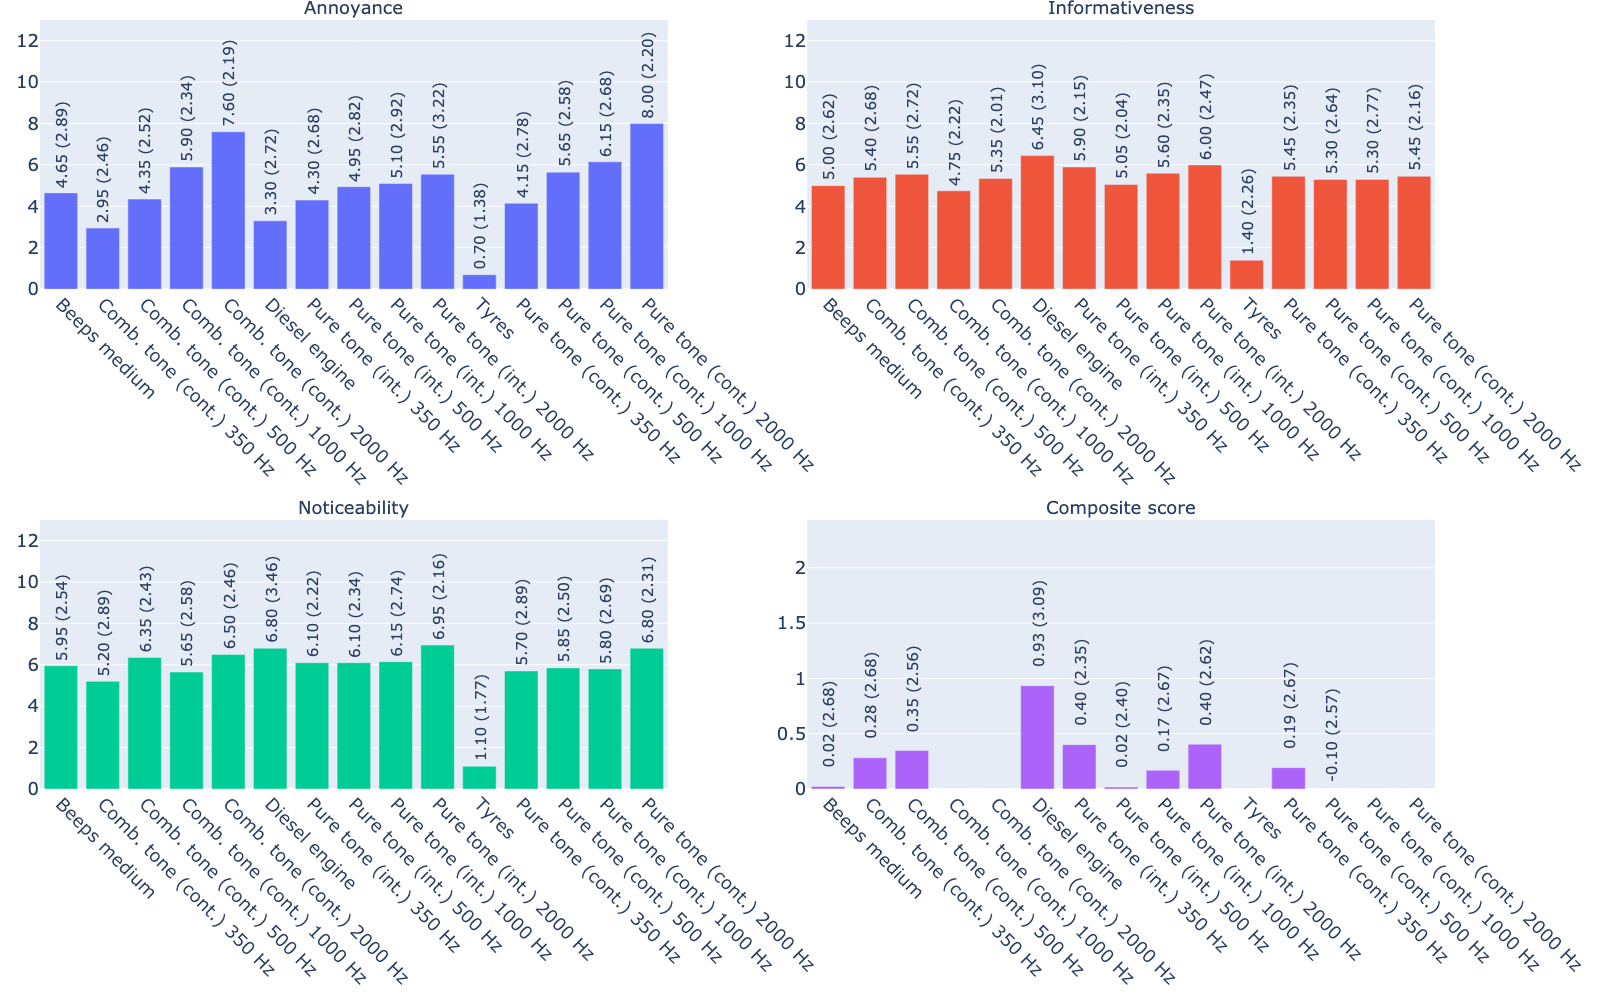 Annoyance
12
10
8
6
4
2
0
4.65 (2.89)
2.95 (2.46)
4.35 (2.52)
5.90 (2.34)
7.60 (2.19)
3.30 (2.72)
4.30 (2.68)
4.95 (2.82)
5.10 (2.92)
5.55 (3.22)
0.70 (1.38)
4.15 (2.78)
5.65 (2.58)
6.15 (2.68)
8.00 (2.20)
Beeps medium
Comb. tone (cont.) 350 Hz
Comb. tone (cont.) 500 Hz
Comb. tone (cont.) 1000 Hz
Comb. tone (cont.) 2000 Hz
Diesel engine
Pure tone (int.) 350 Hz
Pure tone (int.) 500 Hz
Pure tone (int.) 1000 Hz
Pure tone (int.) 2000 Hz
Tyres
Pure tone (cont.) 350 Hz
Pure tone (cont.) 500 Hz
Pure tone (cont.) 1000 Hz
Pure tone (cont.) 2000 Hz
Informativeness
12
10
8
6
4
2
0
5.00 (2.62)
5.40 (2.68)
5.55 (2.72)
4.75 (2.22)
5.35 (2.01)
6.45 (3.10)
5.90 (2.15)
5.05 (2.04)
5.60 (2.35)
6.00 (2.47)
1.40 (2.26)
5.45 (2.35)
5.30 (2.64)
5.30 (2.77)
5.45 (2.16)
Beeps medium
Comb. tone (cont.) 350 Hz
Comb. tone (cont.) 500 Hz
Comb. tone (cont.) 1000 Hz
Comb. tone (cont.) 2000 Hz
Diesel engine
Pure tone (int.) 350 Hz
Pure tone (int.) 500 Hz
Pure tone (int.) 1000 Hz
Pure tone (int.) 2000 Hz
Tyres
Pure tone (cont.) 350 Hz
Pure tone (cont.) 500 Hz
Pure tone (cont.) 1000 Hz
Pure tone (cont.) 2000 Hz
Noticeability
12
10
8
6
4
2
0
5.95 (2.54)
5.20 (2.89)
6.35 (2.43)
5.65 (2.58)
6.50 (2.46)
6.80 (3.46)
6.10 (2.22)
6.10 (2.34)
6.15 (2.74)
6.95 (2.16)
1.10 (1.77)
5.70 (2.89)
5.85 (2.50)
5.80 (2.69)
6.80 (2.31)
Beeps medium
Comb. tone (cont.) 350 Hz
Comb. tone (cont.) 500 Hz
Comb. tone (cont.) 1000 Hz
Comb. tone (cont.) 2000 Hz
Diesel engine
Pure tone (int.) 350 Hz
Pure tone (int.) 500 Hz
Pure tone (int.) 1000 Hz
Pure tone (int.) 2000 Hz
Tyres
Pure tone (cont.) 350 Hz
Pure tone (cont.) 500 Hz
Pure tone (cont.) 1000 Hz
Pure tone (cont.) 2000 Hz
Composite score
2
1.5
1
0.5
0
0.02 (2.68)
0.28 (2.68)
0.35 (2.56)
0.93 (3.09)
0.40 (2.35)
0.02 (2.40)
0.17 (2.67)
0.40 (2.62)
0.19 (2.67)
-0.10 (2.57)
Beeps medium
Comb. tone (cont.) 350 Hz
Comb. tone (cont.) 500 Hz
Comb. tone (cont.) 1000 Hz
Comb. tone (cont.) 2000 Hz
Diesel engine
Pure tone (int.) 350 Hz
Pure tone (int.) 500 Hz
Pure tone (int.) 1000 Hz
Pure tone (int.) 2000 Hz
Tyres
Pure tone (cont.) 350 Hz
Pure tone (cont.) 500 Hz
Pure tone (cont.) 1000 Hz
Pure tone (cont.) 2000 Hz